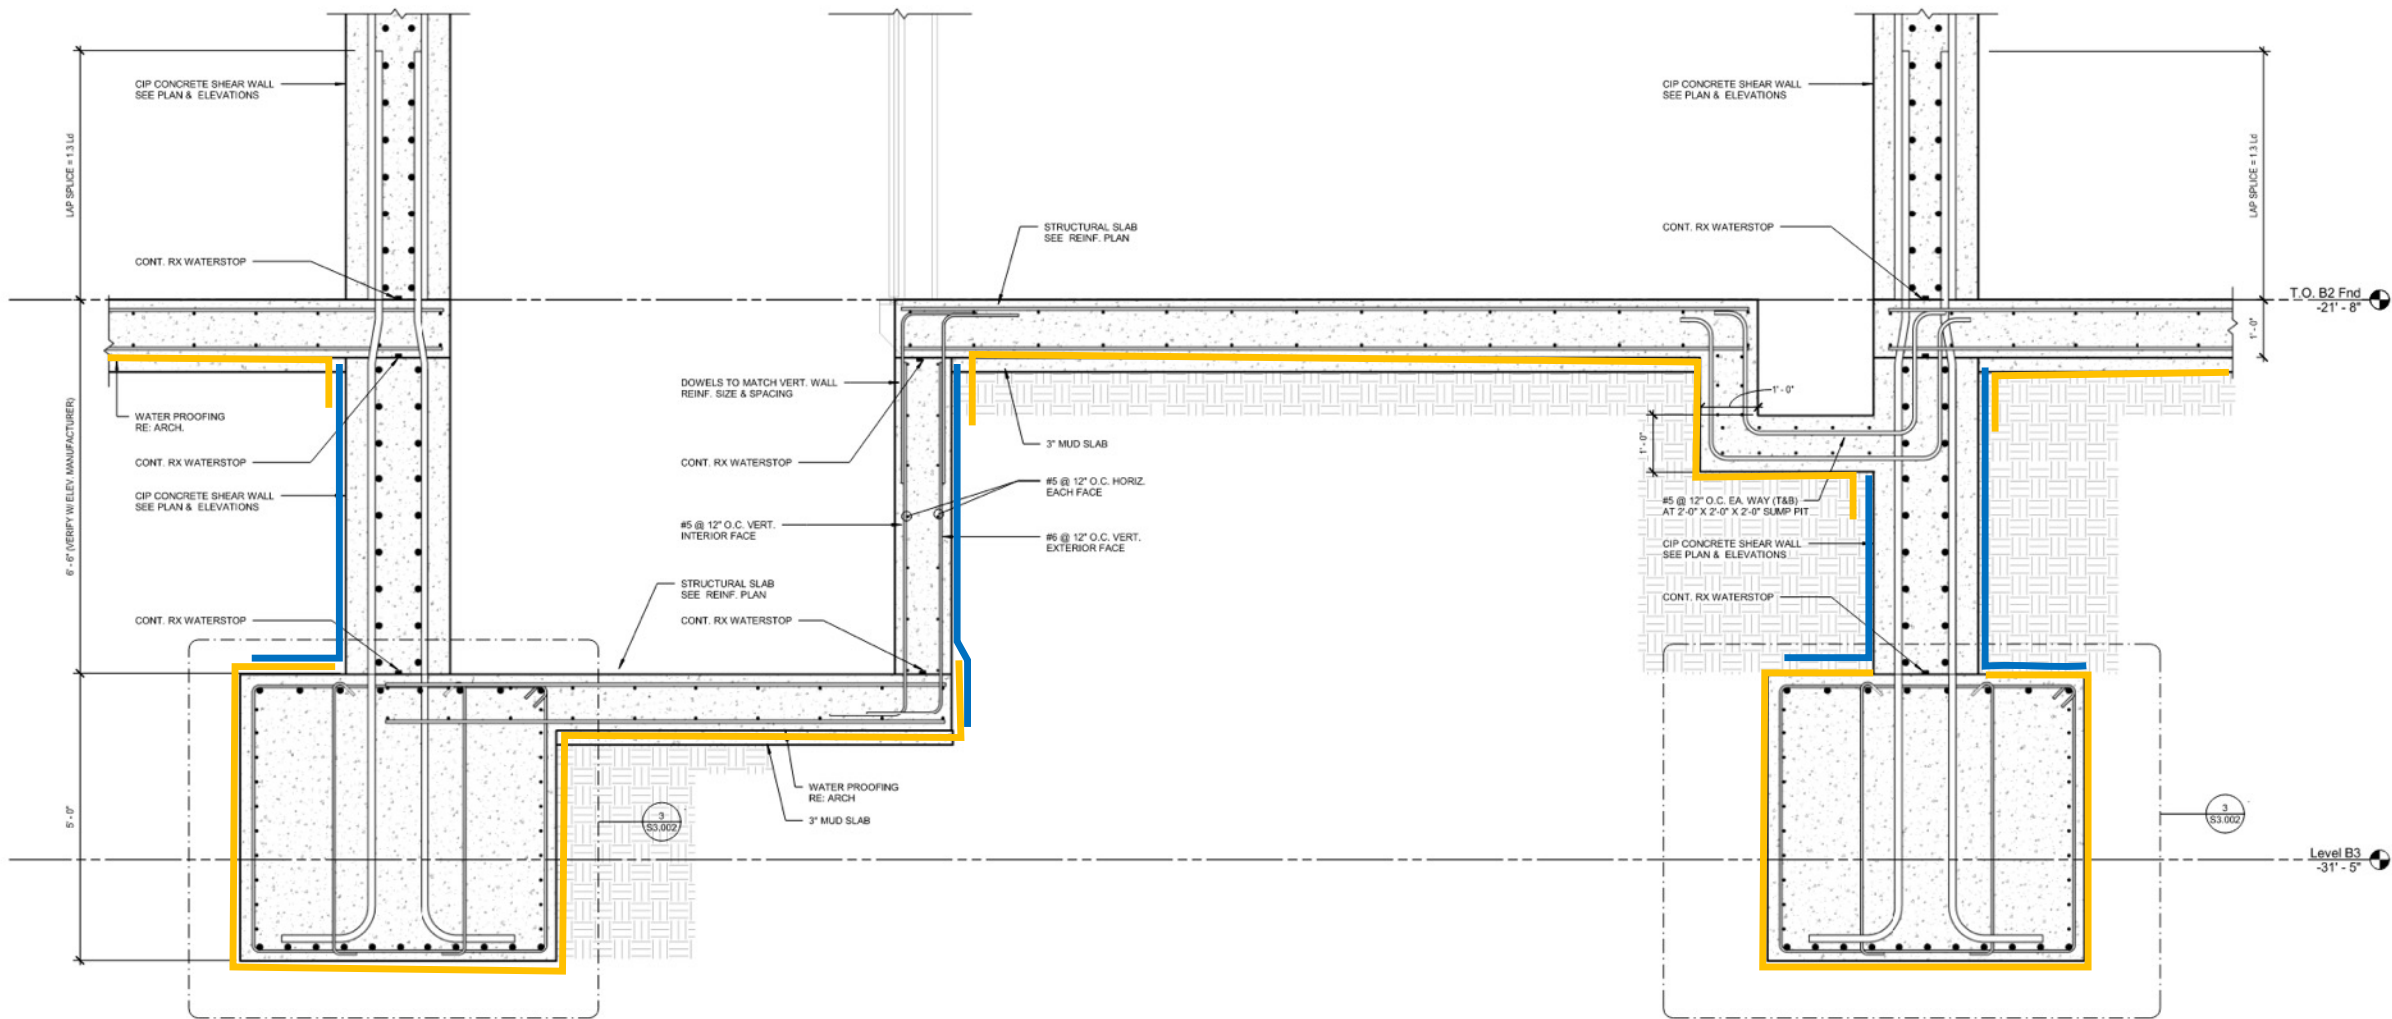 CIP CONCRETE SHEAR WALL
SEE PLAN & ELEVATIONS
LAP SPLICE = 1.3 Ld
CONT. RX WATERSTOP
WATER PROOFING
RE: ARCH.
CONT. RX WATERSTOP
CIP CONCRETE SHEAR WALL
SEE PLAN & ELEVATIONS
6' - 6" (VERIFY W/ ELEV. MANUFACTURER)
CONT. RX WATERSTOP
5' - 0"
3
S3.002
STRUCTURAL SLAB
SEE REINF. PLAN
DOWELS TO MATCH VERT. WALL
REINF. SIZE & SPACING
3" MUD SLAB
CONT. RX WATERSTOP
#5 @ 12" O.C. HORIZ.
EACH FACE
#5 @ 12" O.C. VERT.
INTERIOR FACE
#6 @ 12" O.C. VERT.
EXTERIOR FACE
STRUCTURAL SLAB
SEE REINF. PLAN
CONT. RX WATERSTOP
WATER PROOFING
RE: ARCH
3" MUD SLAB
CIP CONCRETE SHEAR WALL
SEE PLAN & ELEVATIONS
LAP SPLICE = 1.3 Ld
CONT. RX WATERSTOP
T.O. B2 Fnd
-21' - 8"
1' - 0"
1' - 0"
1' - 0"
#5 @ 12" O.C. EA. WAY (T&B)
AT 2'-0" X 2'-0" X 2'-0" SUMP PIT
CIP CONCRETE SHEAR WALL
SEE PLAN & ELEVATIONS
CONT. RX WATERSTOP
3
S3.002
Level B3
-31' - 5"